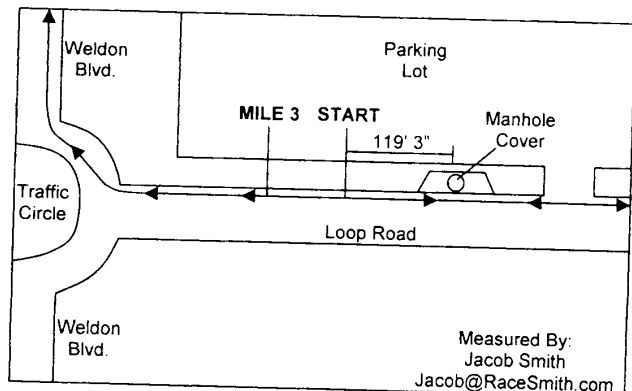 Weldon
Blvd.
Parking
Lot
MILE 3 START
119' 3"
Manhole
Cover
Traffic
Circle
Loop Road
Weldon
Blvd.
Measured By:
Jacob Smith
Jacob@RaceSmith.com